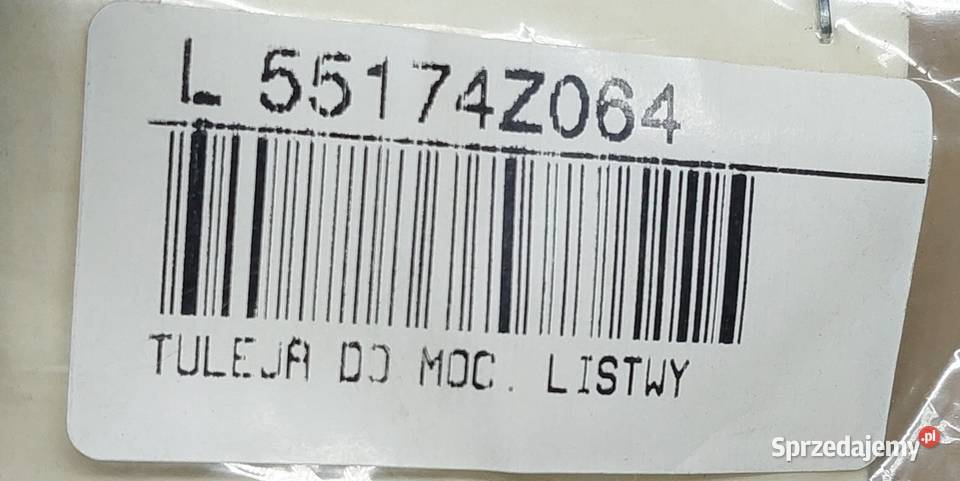 L 55174Z064
TULEJA DO MOC. LISTWY
Sprzedajemy.pl